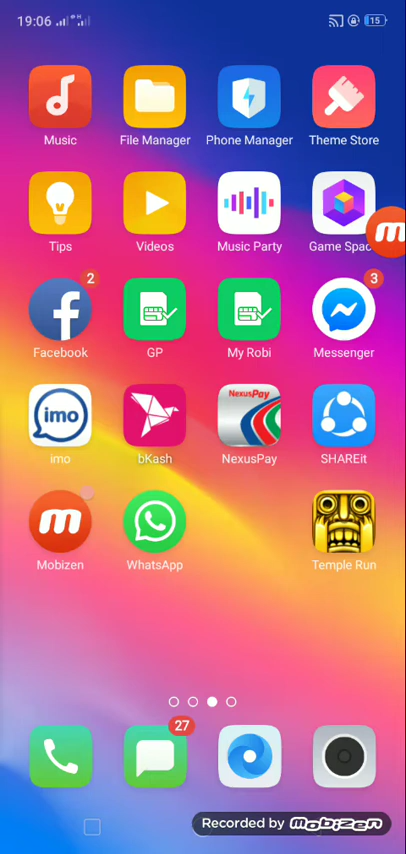 19:06
15
Music
File Manager
Phone Manager
Theme Store
Tips
Videos
Music Party
Game Spac
m
2
3
Facebook
GP
My Robi
Messenger
imo
NexusPay
imo
bKash
NexusPay
SHAREit
m
Mobizen
WhatsApp
Temple Run
27
Recorded by mobizen